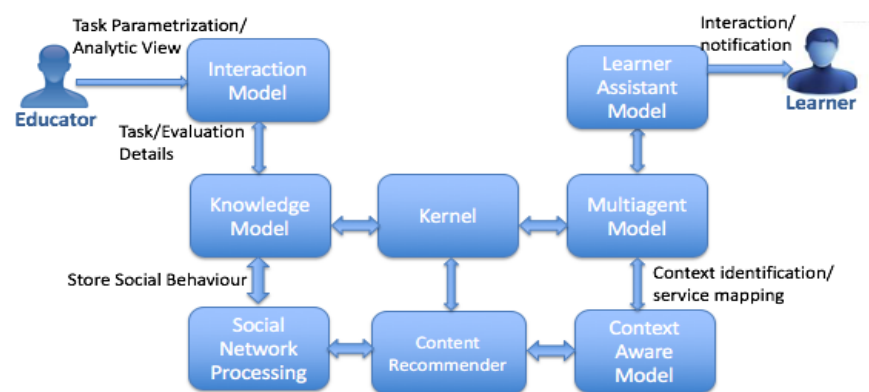 Task Parametrization/
Analytic View
Interaction/
notification
Educator
Interaction
Model
Learner
Assistant
Model
Learner
Task/Evaluation
Details
Knowledge
Model
Kernel
Multiagent
Model
Store Social Behaviour
Context identification/
service mapping
Social
Network
Processing
Content
Recommender
Context
Aware
Model